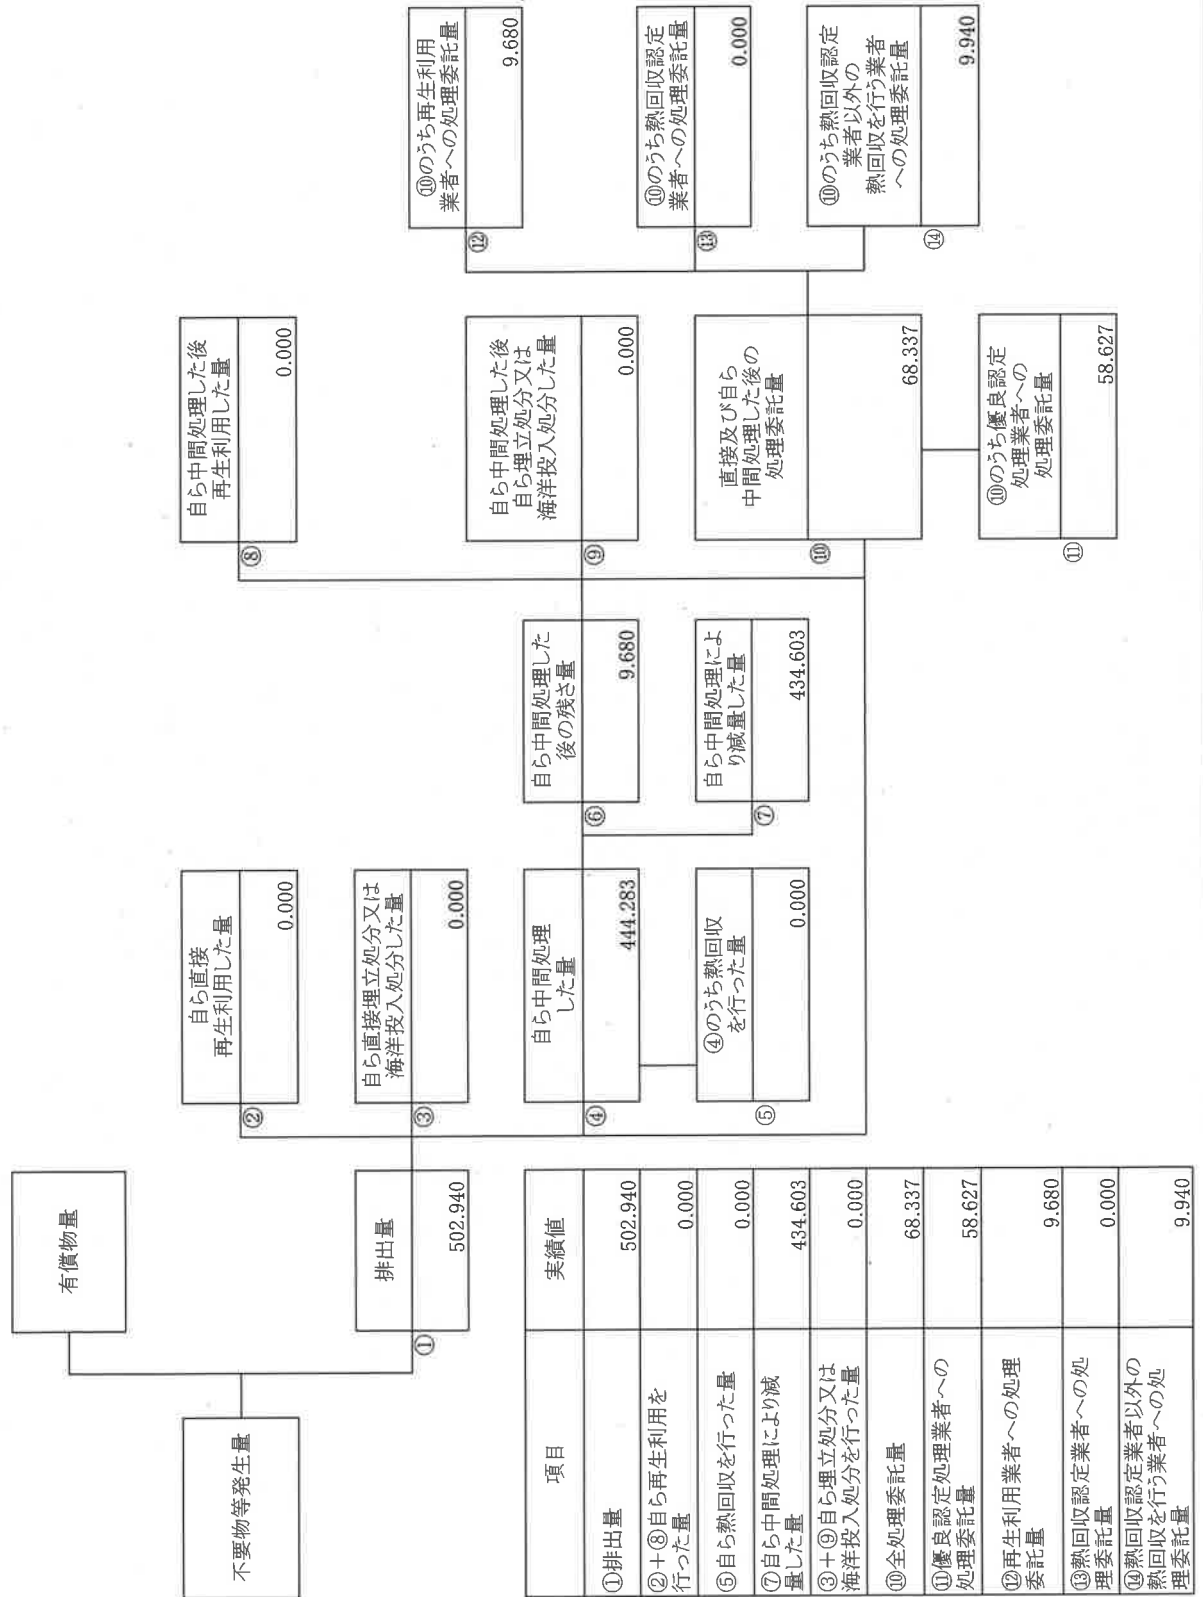 不要物等発生量
有償物量
排出量
①
502.940
自ら直接
再生利用した量
②
0.000
自ら直接埋立処分又は
海洋投入処分した量
③
0.000
自ら中間処理
した量
④
444.283
④のうち熱回収
を行った量
⑤
0.000
自ら中間処理した
後の残さ量
⑥
9.680
自ら中間処理によ
り減量した量
⑦
434.603
自ら中間処理した後
再生利用した量
⑧
0.000
自ら中間処理した後
自ら埋立処分又は
海洋投入処分した量
⑨
0.000
直接及び自ら
中間処理した後の
処理委託量
⑩
68.337
⑩のうち優良認定
処理業者への
処理委託量
⑪
58.627
⑩のうち再生利用
業者への処理委託量
⑫
9.680
⑩のうち熱回収認定
業者への処理委託量
⑬
0.000
⑩のうち熱回収認定
業者以外の
熱回収を行う業者
への処理委託量
⑭
9.940
項目 実績値
①排出量 502.940
②+⑧自ら再生利用を
行った量 0.000
⑤自ら熱回収を行った量 0.000
⑦自ら中間処理により減
量した量 434.603
③+⑨自ら埋立処分又は
海洋投入処分を行った量 0.000
⑩全処理委託量 68.337
⑪優良認定処理業者への
処理委託量 58.627
⑫再生利用業者への処理
委託量 9.680
⑬熱回収認定業者への処
理委託量 0.000
⑭熱回収認定業者以外の
熱回収を行う業者への処
理委託量 9.940